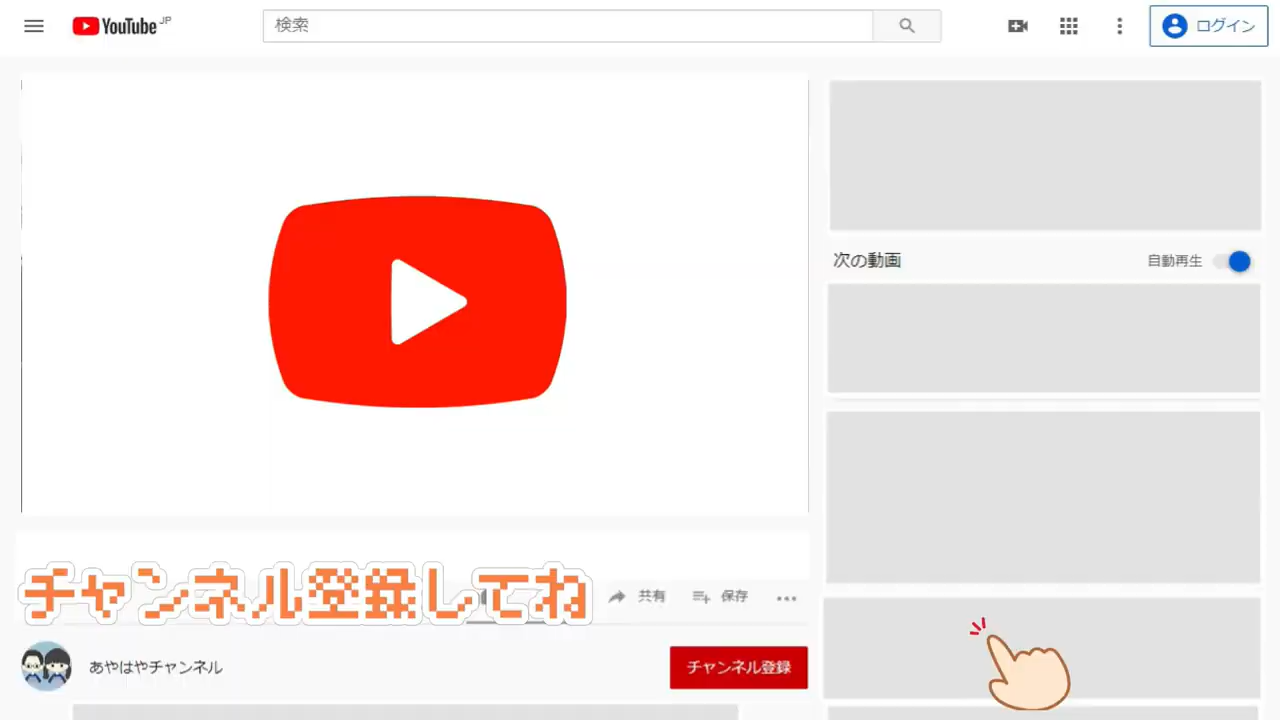 YouTube JP
検索
ログイン
次の動画
自動再生
チャンネル登録してね
共有
保存
あやはやチャンネル
チャンネル登録